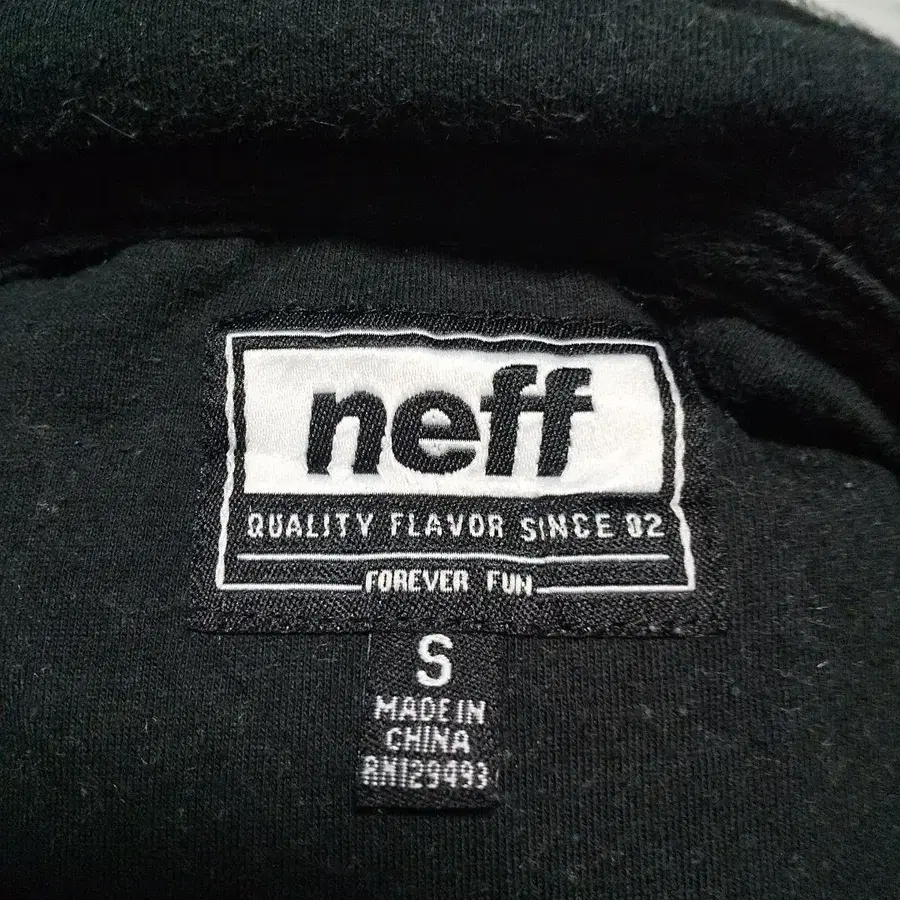 neff
QUALITY FLAVOR SINCE 02
FOREVER FUN
S
MADE IN
CHINA
RN129493